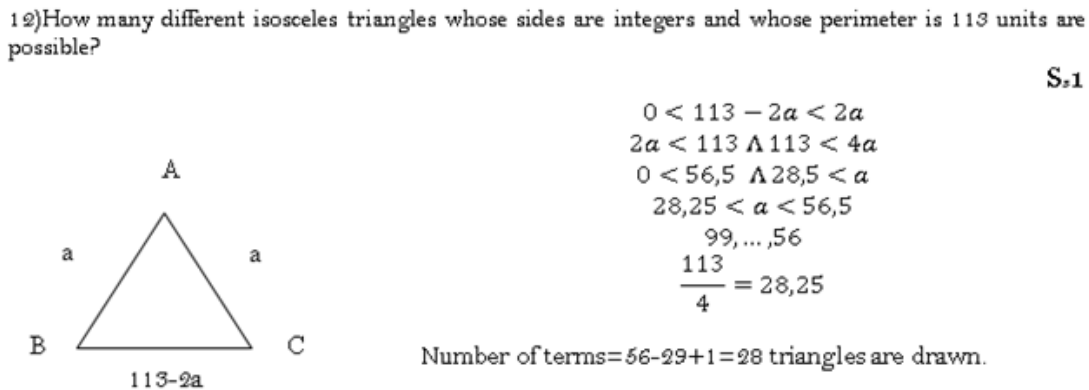 12)How many different isosceles triangles whose sides are integers and whose perimeter is 113 units are
possible?
S.1
0 < 113 − 2a < 2a
2a < 113 Λ 113 < 4a
0 < 56,5 Λ 28,5 < a
28,25 < a < 56,5
99, … ,56
113
4
= 28,25
A
a
a
B
C
113-2a
Number of terms=56-29+1=28 triangles are drawn.